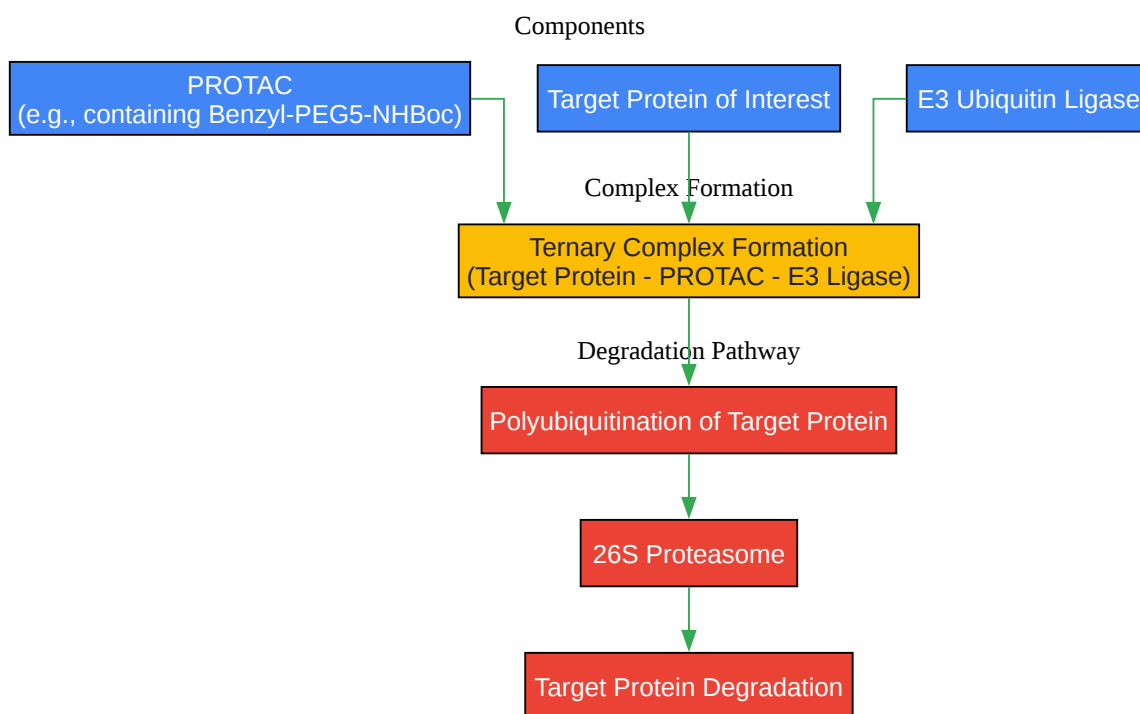 Components
PROTAC
(e.g., containing Benzyl-PEG5-NHBoc)
Target Protein of Interest
E3 Ubiquitin Ligase
Complex Formation
Ternary Complex Formation
(Target Protein - PROTAC - E3 Ligase)
Degradation Pathway
Polyubiquitination of Target Protein
26S Proteasome
Target Protein Degradation